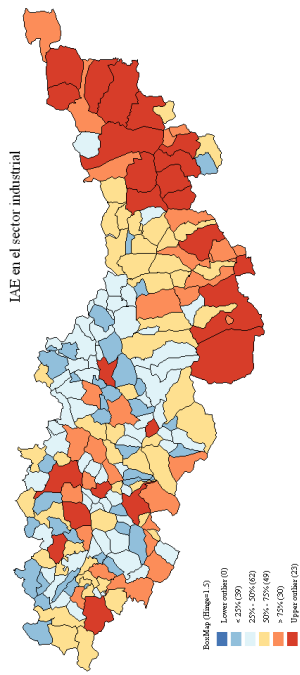 IAE en el sector industrial
BoxMap (Hinge=1.5)
Lower outlier (0)
< 25% (39)
25% - 50% (62)
50% - 75% (49)
> 75% (30)
Upper outlier (23)